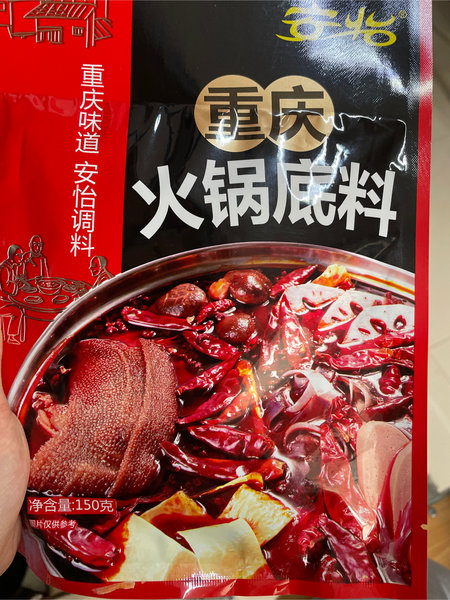 安怡®
重庆味道 安怡调料
重庆
火锅底料
净含量:150克
图片仅供参考